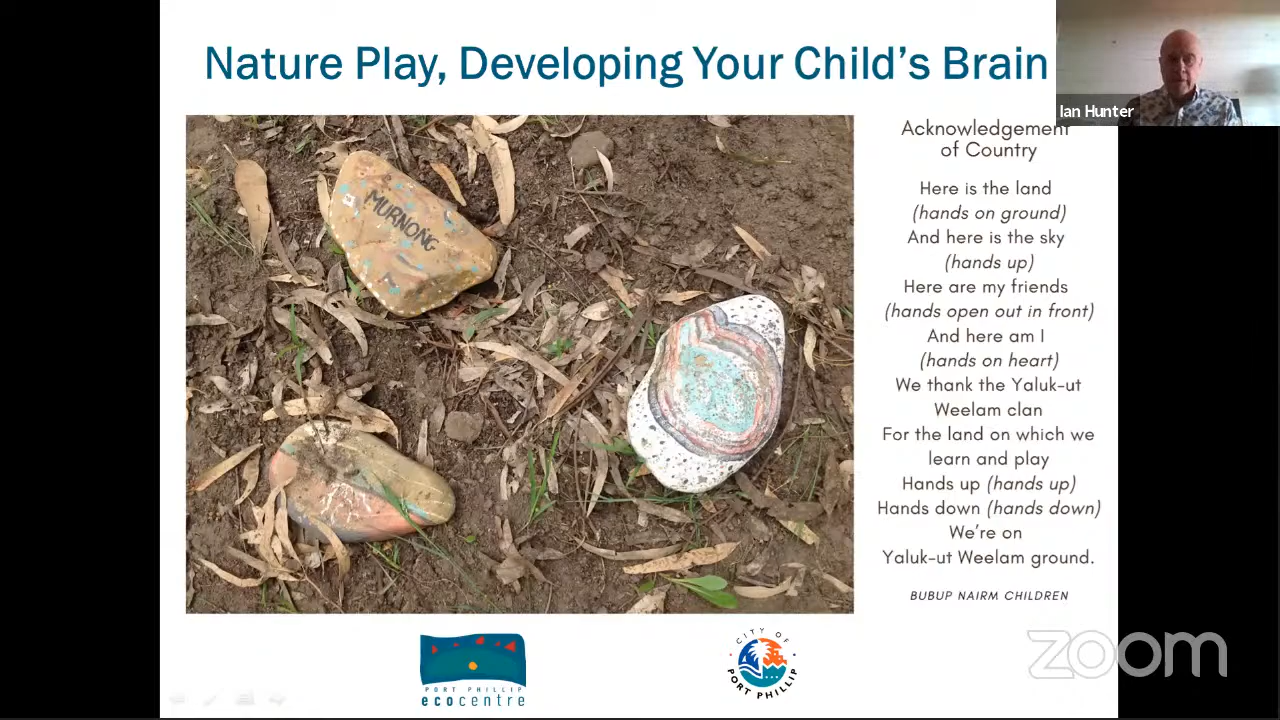 Nature Play, Developing Your Child's Brain
Ian Hunter
MURNONG
Acknowledgement
of Country
Here is the land
(hands on ground)
And here is the sky
(hands up)
Here are my friends
(hands open out in front)
And here am I
(hands on heart)
We thank the Yaluk-ut
Weelam clan
For the land on which we
learn and play
Hands up (hands up)
Hands down (hands down)
We're on
Yaluk-ut Weelam ground.
BUBUP NAIRM CHILDREN
PORT PHILLIP
ecocentre
CITY OF
PORT PHILLIP
zoom